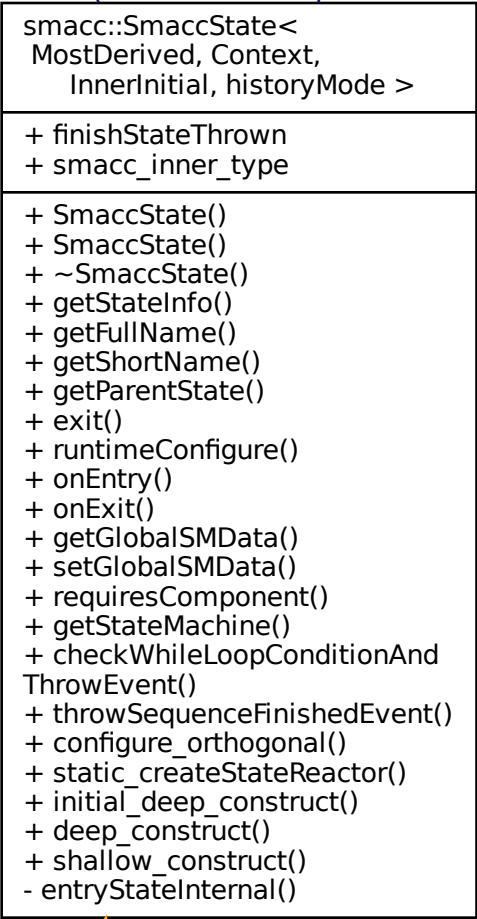 smacc::SmaccState<
MostDerived, Context,
InnerInitial, historyMode >
+ finishStateThrown
+ smacc_inner_type
+ SmaccState()
+ SmaccState()
+ ~SmaccState()
+ getStateInfo()
+ getFullName()
+ getShortName()
+ getParentState()
+ exit()
+ runtimeConfigure()
+ onEntry()
+ onExit()
+ getGlobalSMData()
+ setGlobalSMData()
+ requiresComponent()
+ getStateMachine()
+ checkWhileLoopConditionAnd
ThrowEvent()
+ throwSequenceFinishedEvent()
+ configure_orthogonal()
+ static_createStateReactor()
+ initial_deep_construct()
+ deep_construct()
+ shallow_construct()
- entryStateInternal()